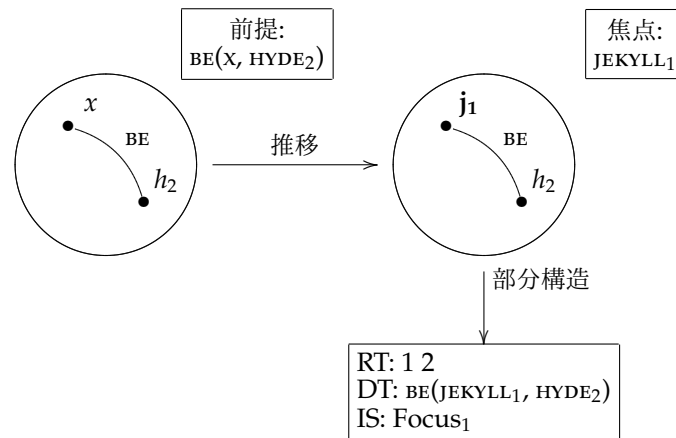 前提:
BE(X, HYDE₂)
焦点:
JEKYLL₁
x
BE
h₂
推移
j₁
BE
h₂
部分構造
RT: 1 2
DT: BE(JEKYLL₁, HYDE₂)
IS: Focus₁